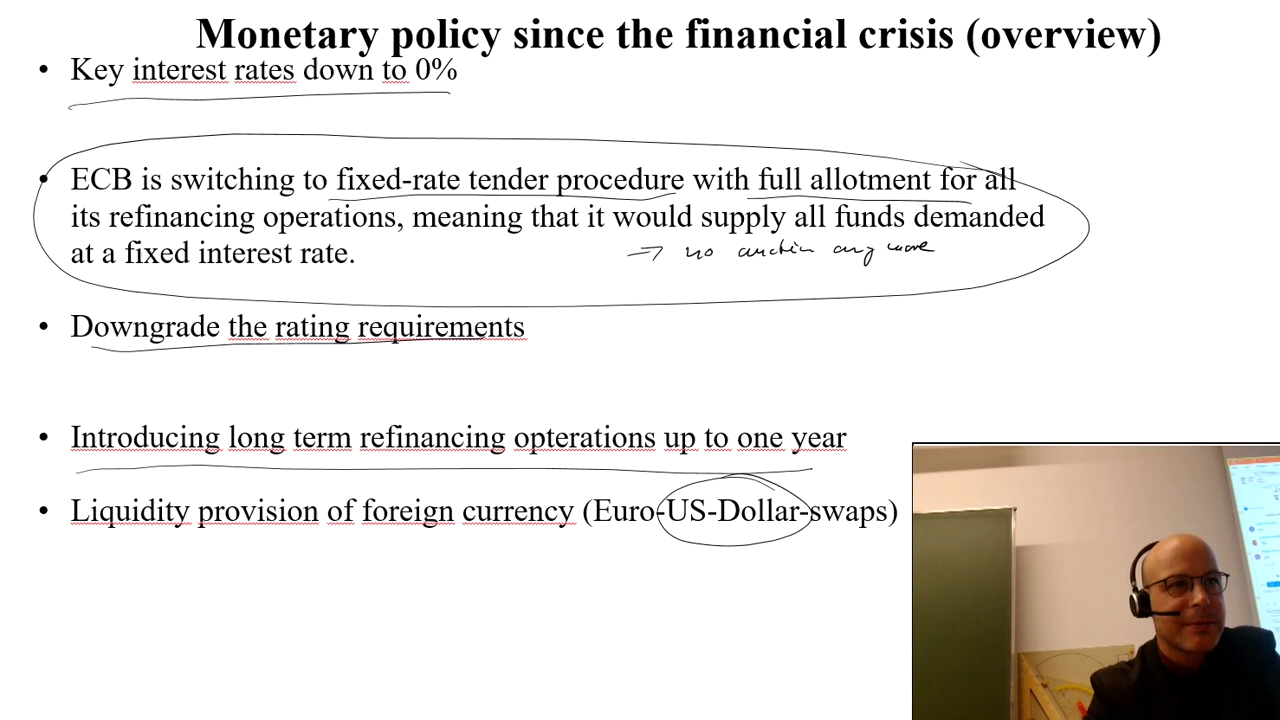 Monetary policy since the financial crisis (overview)
• Key interest rates down to 0%
• ECB is switching to fixed-rate tender procedure with full allotment for all
its refinancing operations, meaning that it would supply all funds demanded
at a fixed interest rate.
→ no auction any more
• Downgrade the rating requirements
• Introducing long term refinancing opterations up to one year
• Liquidity provision of foreign currency (Euro-US-Dollar-swaps)